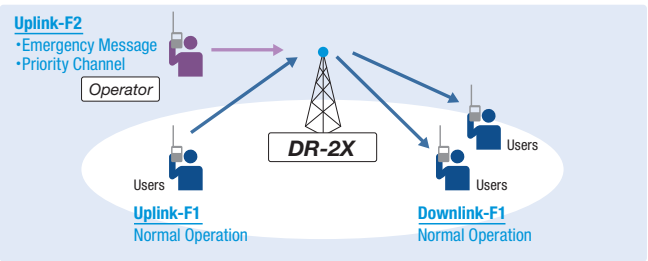 Uplink-F2
•Emergency Message
•Priority Channel
Operator
DR-2X
Users
Users
Users
Uplink-F1
Normal Operation
Downlink-F1
Normal Operation